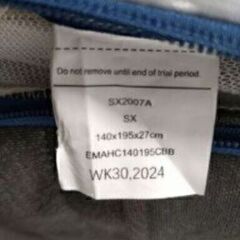 Do not remove until end of trial period.
SX2007A
SX
140x195x27cm
EMAHC140195CBB
WK30,2024